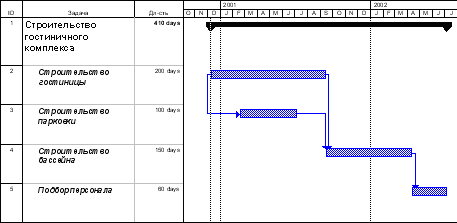 2001 2002
ID Задача Дл-сть O N D J F M A M J J A S O N D J F M A M J J
1 Строительство 410 days
гостиничного
комплекса
2 Строительство 200 days
гостиницы
3 Строительство 100 days
парковки
4 Строительство 150 days
бассейна
5 Подбор персонала 60 days